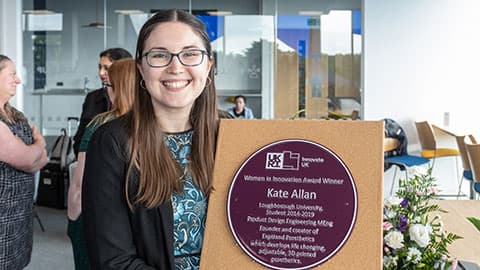 UKRI
Innovate
UK
Women in Innovation Award Winner
Kate Allan
Loughborough University,
Student 2014-2019
Product Design Engineering MEng
Founder and creator of
Expiland Prosthetics
which develops life changing,
adjustable, 3D printed
prosthetics.